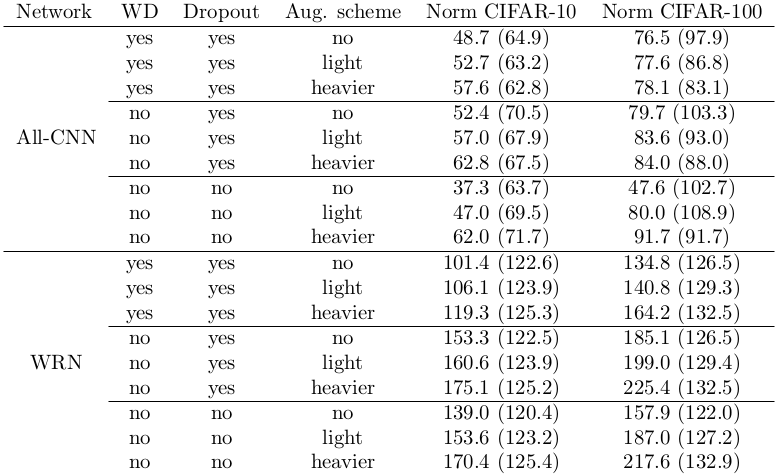 Network WD Dropout Aug. scheme Norm CIFAR-10 Norm CIFAR-100
yes yes no 48.7 (64.9) 76.5 (97.9)
yes yes light 52.7 (63.2) 77.6 (86.8)
yes yes heavier 57.6 (62.8) 78.1 (83.1)
no yes no 52.4 (70.5) 79.7 (103.3)
All-CNN no yes light 57.0 (67.9) 83.6 (93.0)
no yes heavier 62.8 (67.5) 84.0 (88.0)
no no no 37.3 (63.7) 47.6 (102.7)
no no light 47.0 (69.5) 80.0 (108.9)
no no heavier 62.0 (71.7) 91.7 (91.7)
yes yes no 101.4 (122.6) 134.8 (126.5)
yes yes light 106.1 (123.9) 140.8 (129.3)
yes yes heavier 119.3 (125.3) 164.2 (132.5)
no yes no 153.3 (122.5) 185.1 (126.5)
WRN no yes light 160.6 (123.9) 199.0 (129.4)
no yes heavier 175.1 (125.2) 225.4 (132.5)
no no no 139.0 (120.4) 157.9 (122.0)
no no light 153.6 (123.2) 187.0 (127.2)
no no heavier 170.4 (125.4) 217.6 (132.9)